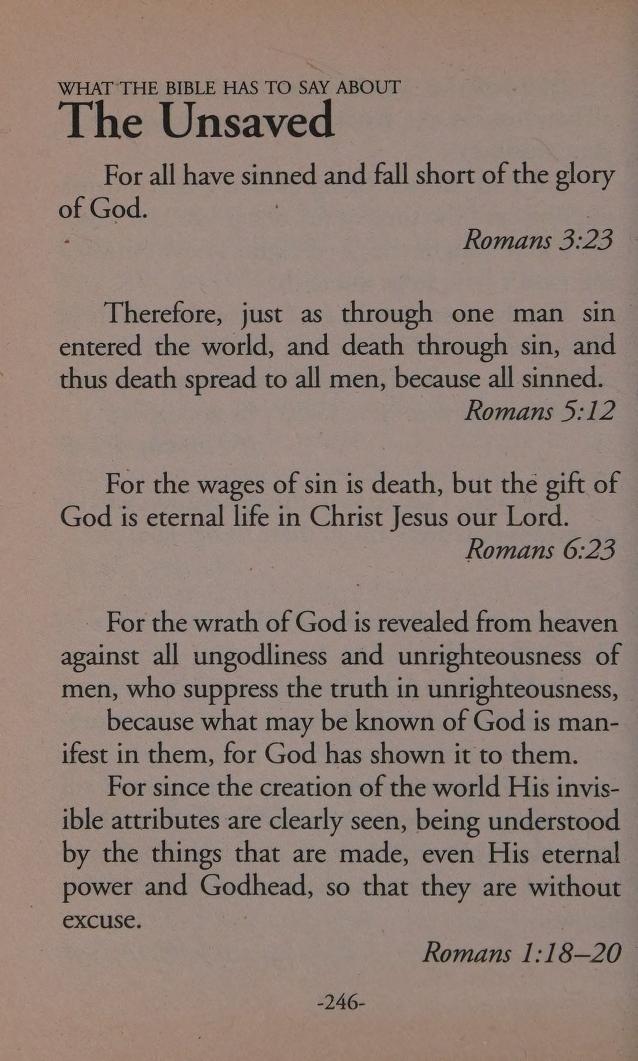 WHAT THE BIBLE HAS TO SAY ABOUT
The Unsaved
For all have sinned and fall short of the glory
of God.
Romans 3:23
Therefore, just as through one man sin
entered the world, and death through sin, and
thus death spread to all men, because all sinned.
Romans 5:12
For the wages of sin is death, but the gift of
God is eternal life in Christ Jesus our Lord.
Romans 6:23
For the wrath of God is revealed from heaven
against all ungodliness and unrighteousness of
men, who suppress the truth in unrighteousness,
because what may be known of God is man-
ifest in them, for God has shown it to them.
For since the creation of the world His invis-
ible attributes are clearly seen, being understood
by the things that are made, even His eternal
power and Godhead, so that they are without
excuse.
Romans 1:18–20
-246-